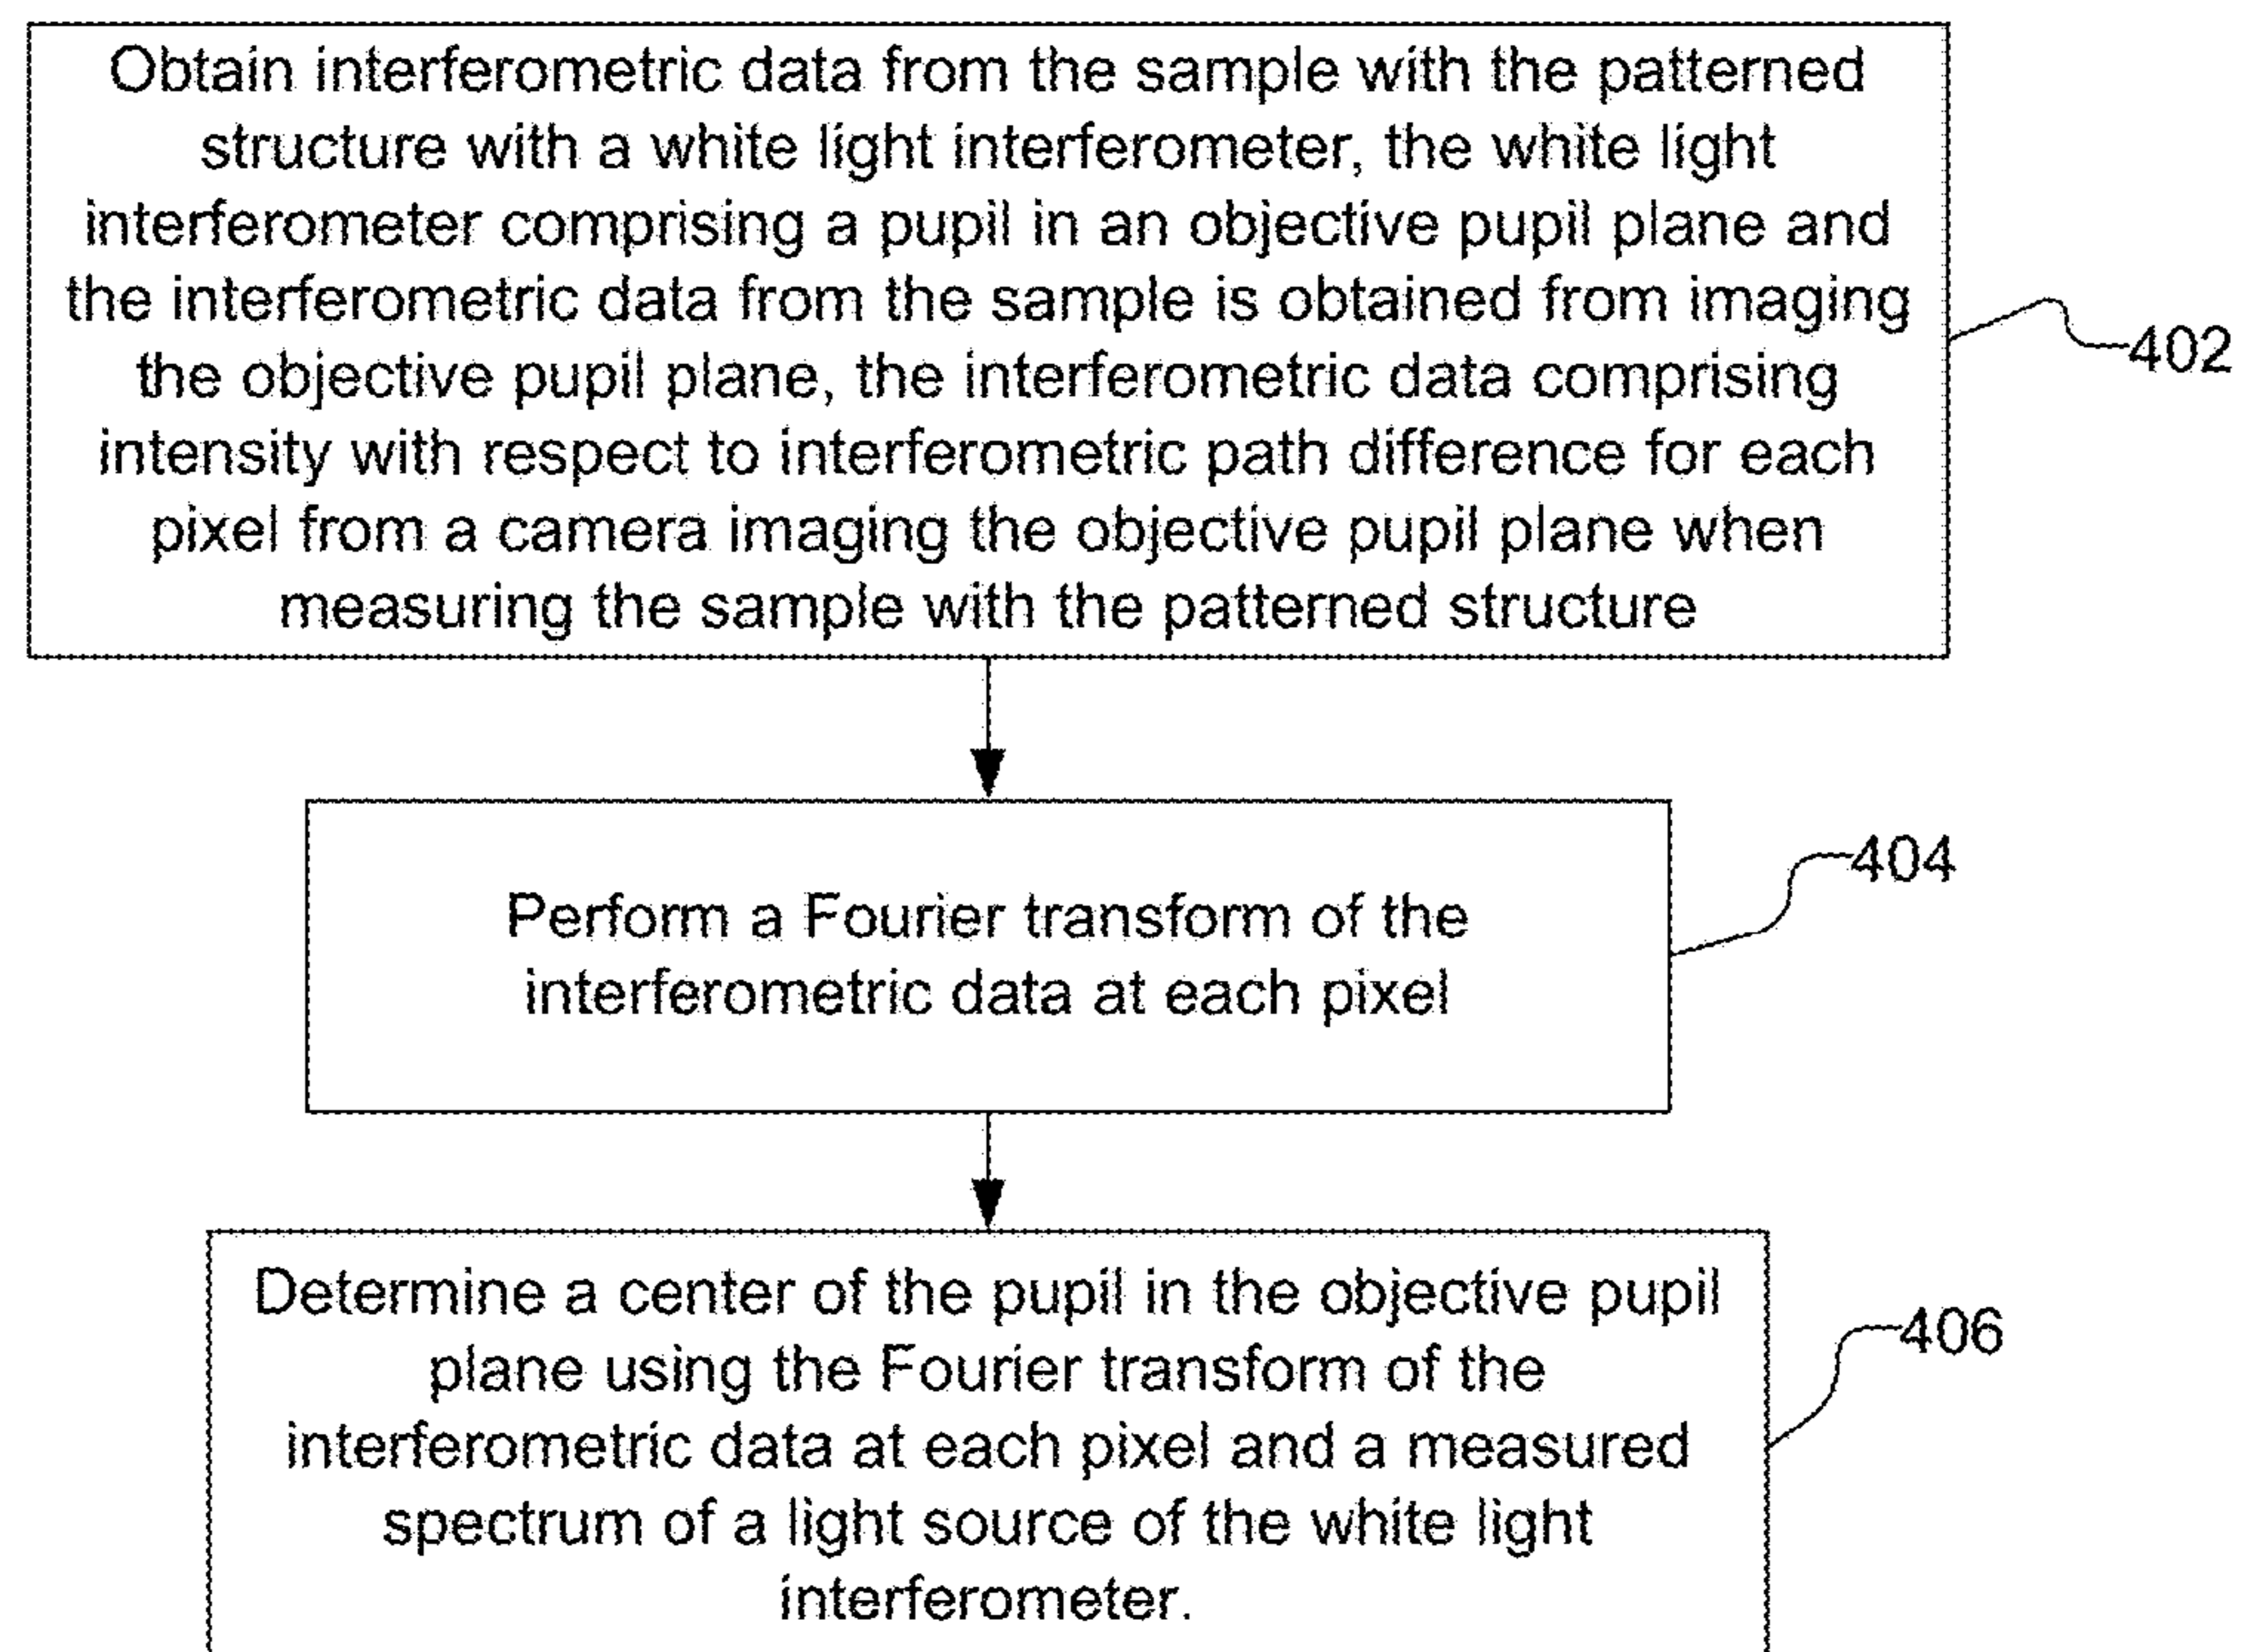 Obtain interferometric data from the sample with the patterned
structure with a white light interferometer, the white light
interferometer comprising a pupil in an objective pupil plane and
the interferometric data from the sample is obtained from imaging
the objective pupil plane, the interferometric data comprising
intensity with respect to interferometric path difference for each
pixel from a camera imaging the objective pupil plane when
measuring the sample with the patterned structure
402
Perform a Fourier transform of the
interferometric data at each pixel
404
Determine a center of the pupil in the objective pupil
plane using the Fourier transform of the
interferometric data at each pixel and a measured
spectrum of a light source of the white light
interferometer.
406